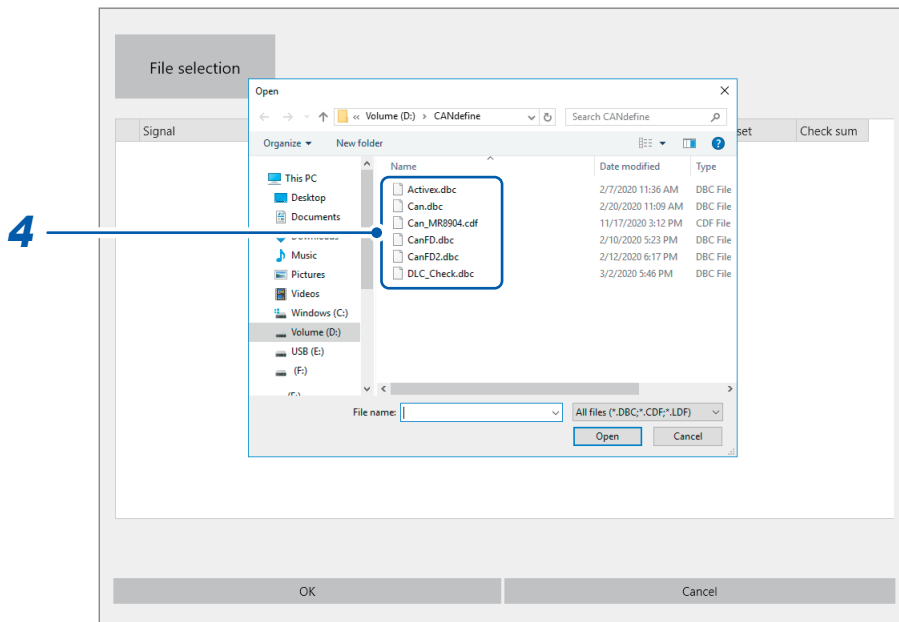 File selection
Open
« Volume (D:) › CANdefine
Search CANdefine
Signal
set
Check sum
Organize
New folder
Name
Date modified
Type
This PC
Desktop
Documents
Music
Pictures
Videos
Windows (C:)
Volume (D:)
USB (E:)
(F:)
Activex.dbc 2/7/2020 11:36 AM DBC File
Can.dbc 2/20/2020 11:09 AM DBC File
Can_MR8904.cdf 11/17/2020 3:12 PM CDF File
CanFD.dbc 2/10/2020 5:23 PM DBC File
CanFD2.dbc 2/12/2020 6:17 PM DBC File
DLC_Check.dbc 3/2/2020 5:46 PM DBC File
4
File name:
All files (*.DBC;*.CDF;*.LDF)
Open
Cancel
OK
Cancel